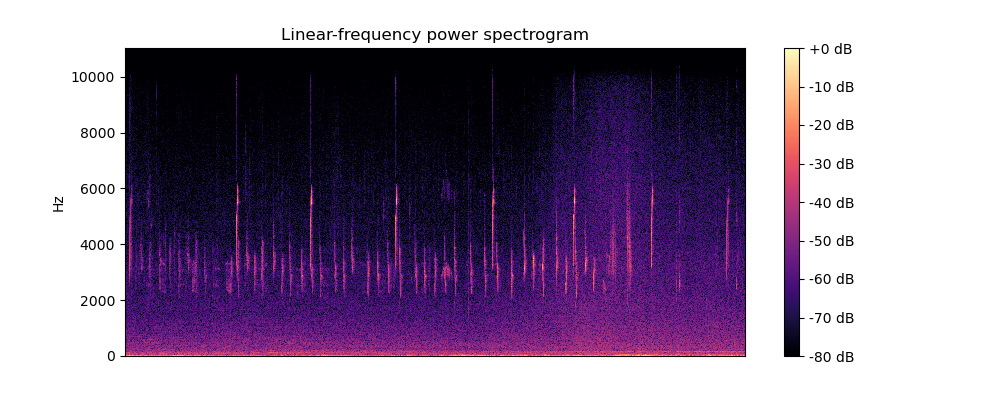 Linear-frequency power spectrogram
Hz
10000
8000
6000
4000
2000
0
+0 dB
-10 dB
-20 dB
-30 dB
-40 dB
-50 dB
-60 dB
-70 dB
-80 dB